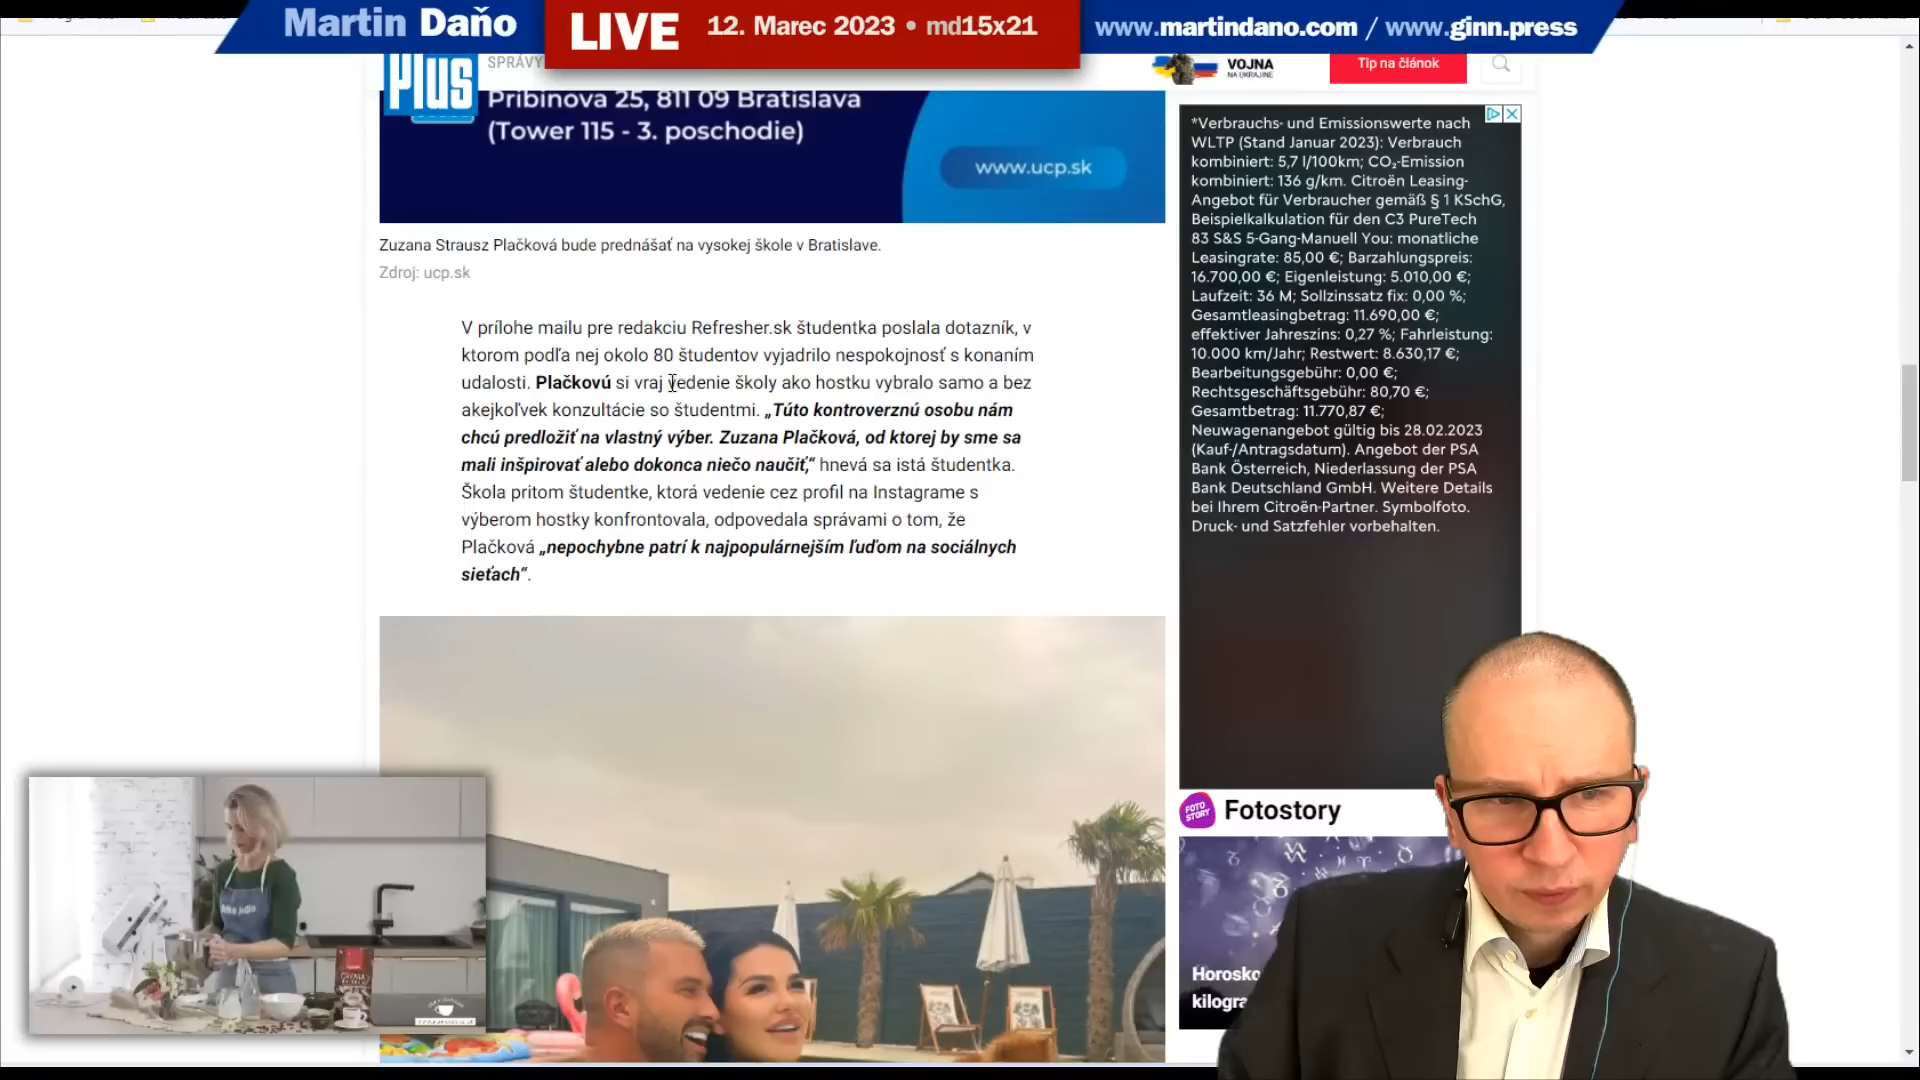 Martin Daňo
LIVE
12. Marec 2023 • md15x21
www.martindano.com / www.ginn.press
Plus
SPRÁVY
VOJNA
NA UKRAJINE
Tip na článok
Pribinova 25, 811 09 Bratislava
(Tower 115 - 3. poschodie)
www.ucp.sk
Zuzana Strausz Plačková bude prednášať na vysokej škole v Bratislave.
Zdroj: ucp.sk
V prílohe mailu pre redakciu Refresher.sk študentka poslala dotazník, v
ktorom podľa nej okolo 80 študentov vyjadrilo nespokojnosť s konaním
udalosti. Plačkovú si vraj vedenie školy ako hostku vybralo samo a bez
akejkoľvek konzultácie so študentmi. „Túto kontroverznú osobu nám
chcú predložiť na vlastný výber. Zuzana Plačková, od ktorej by sme sa
mali inšpirovať alebo dokonca niečo naučiť,“ hnevá sa istá študentka.
Škola pritom študentke, ktorá vedenie cez profil na Instagrame s
výberom hostky konfrontovala, odpovedala správami o tom, že
Plačková „nepochybne patrí k najpopulárnejším ľuďom na sociálnych
sieťach“.
*Verbrauchs- und Emissionswerte nach
WLTP (Stand Januar 2023): Verbrauch
kombiniert: 5,7 l/100km; CO₂-Emission
kombiniert: 136 g/km. Citroën Leasing-
Angebot für Verbraucher gemäß § 1 KSchG,
Beispielkalkulation für den C3 PureTech
83 S&S 5-Gang-Manuell You: monatliche
Leasingrate: 85,00 €; Barzahlungspreis:
16.700,00 €; Eigenleistung: 5.010,00 €;
Laufzeit: 36 M; Sollzinssatz fix: 0,00 %;
Gesamtleasingbetrag: 11.690,00 €;
effektiver Jahreszins: 0,27 %; Fahrleistung:
10.000 km/Jahr; Restwert: 8.630,17 €;
Bearbeitungsgebühr: 0,00 €;
Rechtsgeschäftsgebühr: 80,70 €;
Gesamtbetrag: 11.770,87 €;
Neuwagenangebot gültig bis 28.02.2023
(Kauf-/Antragsdatum). Angebot der PSA
Bank Österreich, Niederlassung der PSA
Bank Deutschland GmbH. Weitere Details
bei Ihrem Citroën-Partner. Symbolfoto.
Druck- und Satzfehler vorbehalten.
FOTO
STORY
Fotostory
Horosko
kilogra
CREMA